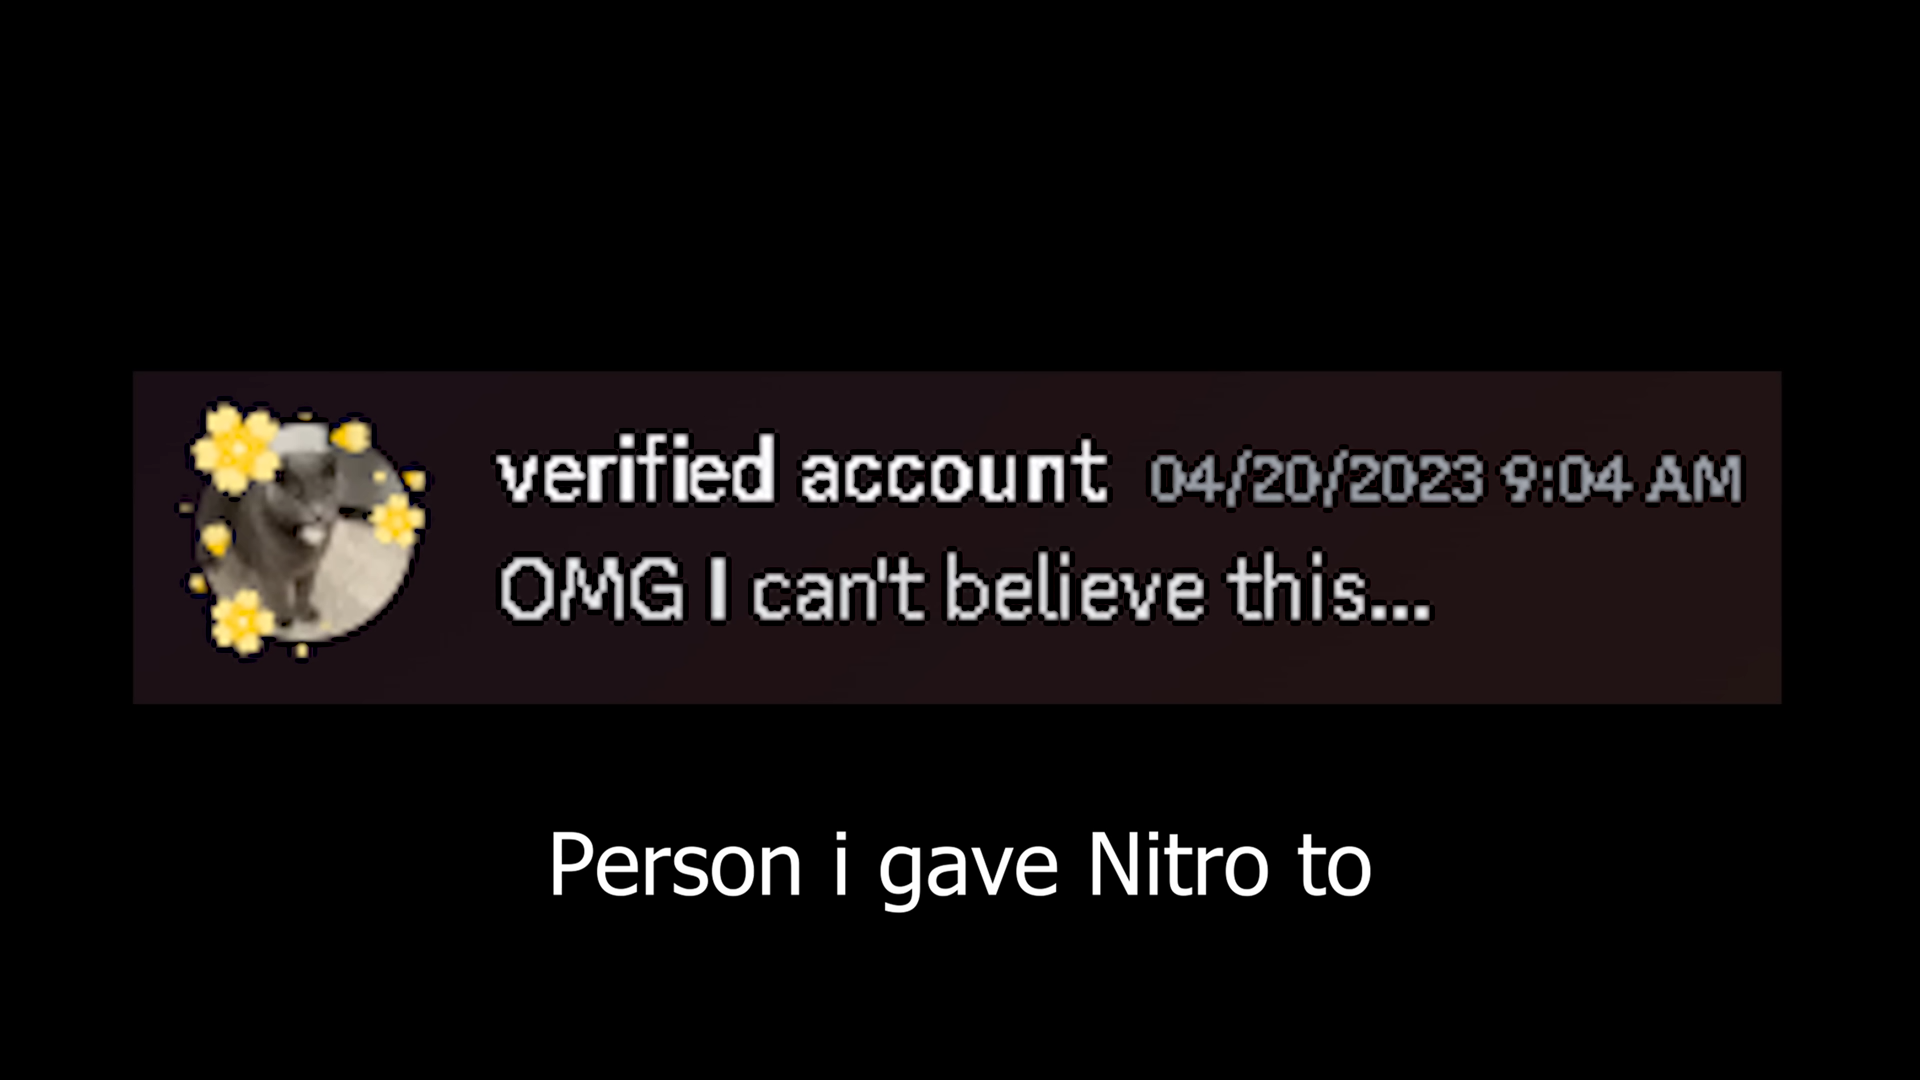 verified account 04/20/2023 9:04 AM
OMG I can't believe this...
Person i gave Nitro to